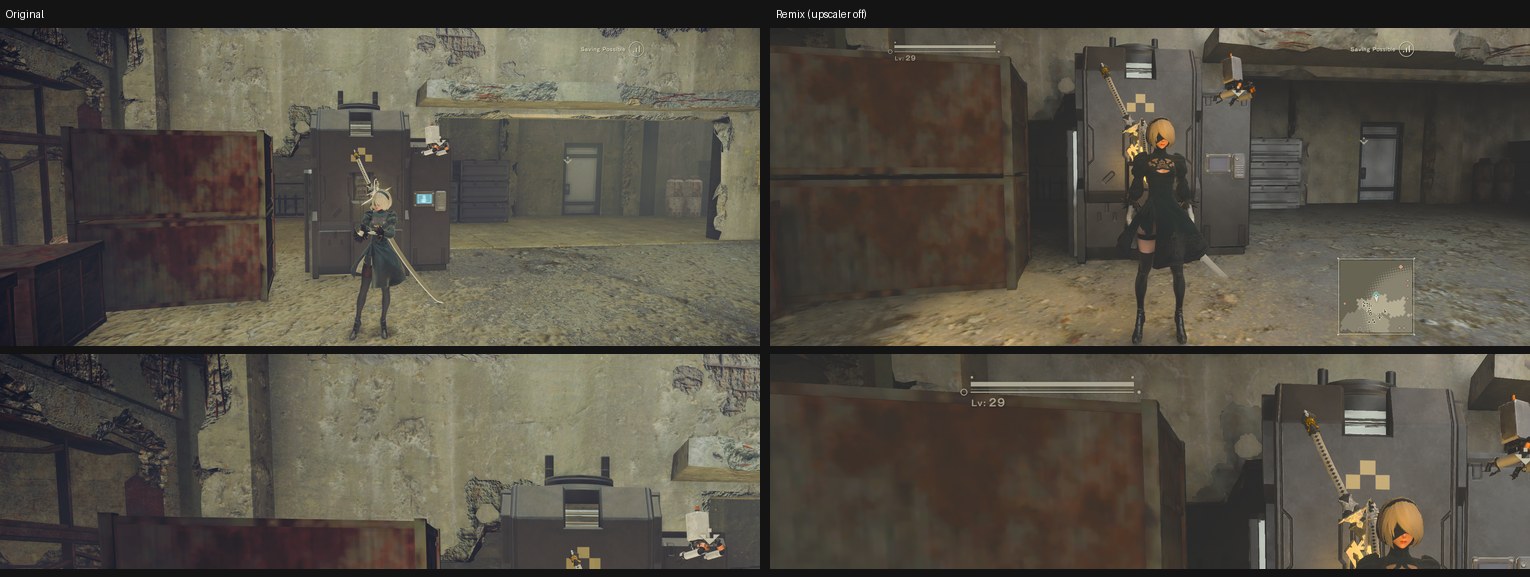 Original
Remix (upscaler off)
Saving Possible
Lv: 29
Saving Possible
Lv: 29